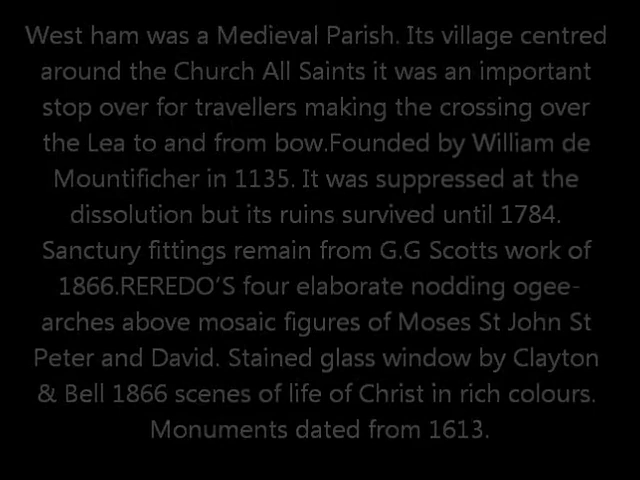 West ham was a Medieval Parish. Its village centred
around the Church All Saints it was an important
stop over for travellers making the crossing over
the Lea to and from bow.Founded by William de
Mountificher in 1135. It was suppressed at the
dissolution but its ruins survived until 1784.
Sanctury fittings remain from G.G Scotts work of
1866.REREDO’S four elaborate nodding ogee-
arches above mosaic figures of Moses St John St
Peter and David. Stained glass window by Clayton
& Bell 1866 scenes of life of Christ in rich colours.
Monuments dated from 1613.